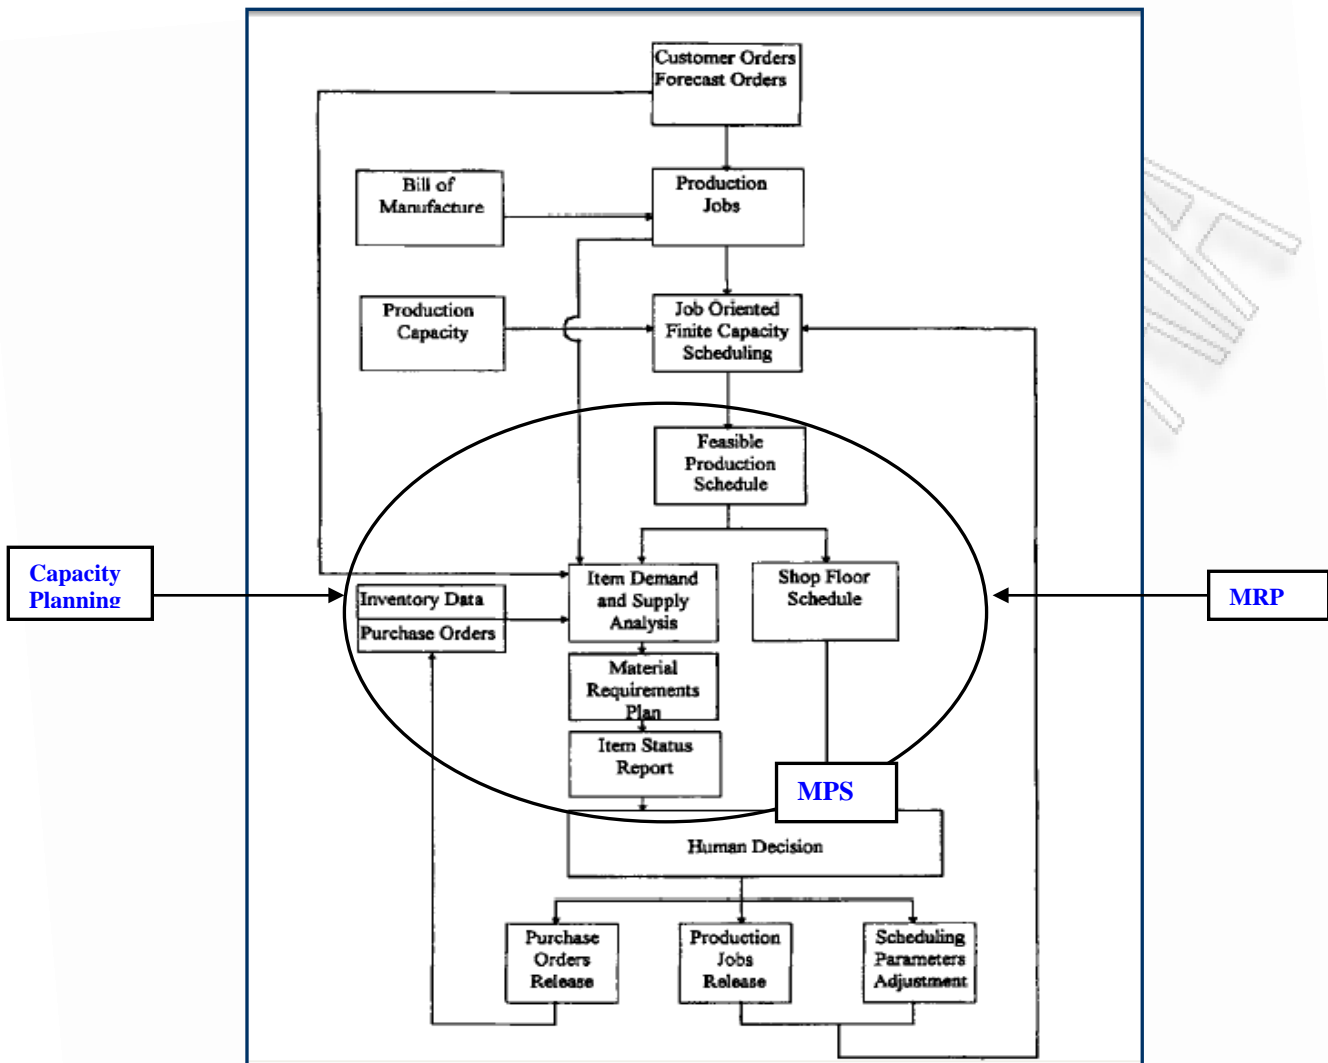 Customer Orders
Forecast Orders
Bill of
Manufacture
Production
Jobs
Production
Capacity
Job Oriented
Finite Capacity
Scheduling
Feasible
Production
Schedule
Capacity
Planning
Inventory Data
Purchase Orders
Item Demand
and Supply
Analysis
Shop Floor
Schedule
MRP
Material
Requirements
Plan
Item Status
Report
MPS
Human Decision
Purchase
Orders
Release
Production
Jobs
Release
Scheduling
Parameters
Adjustment